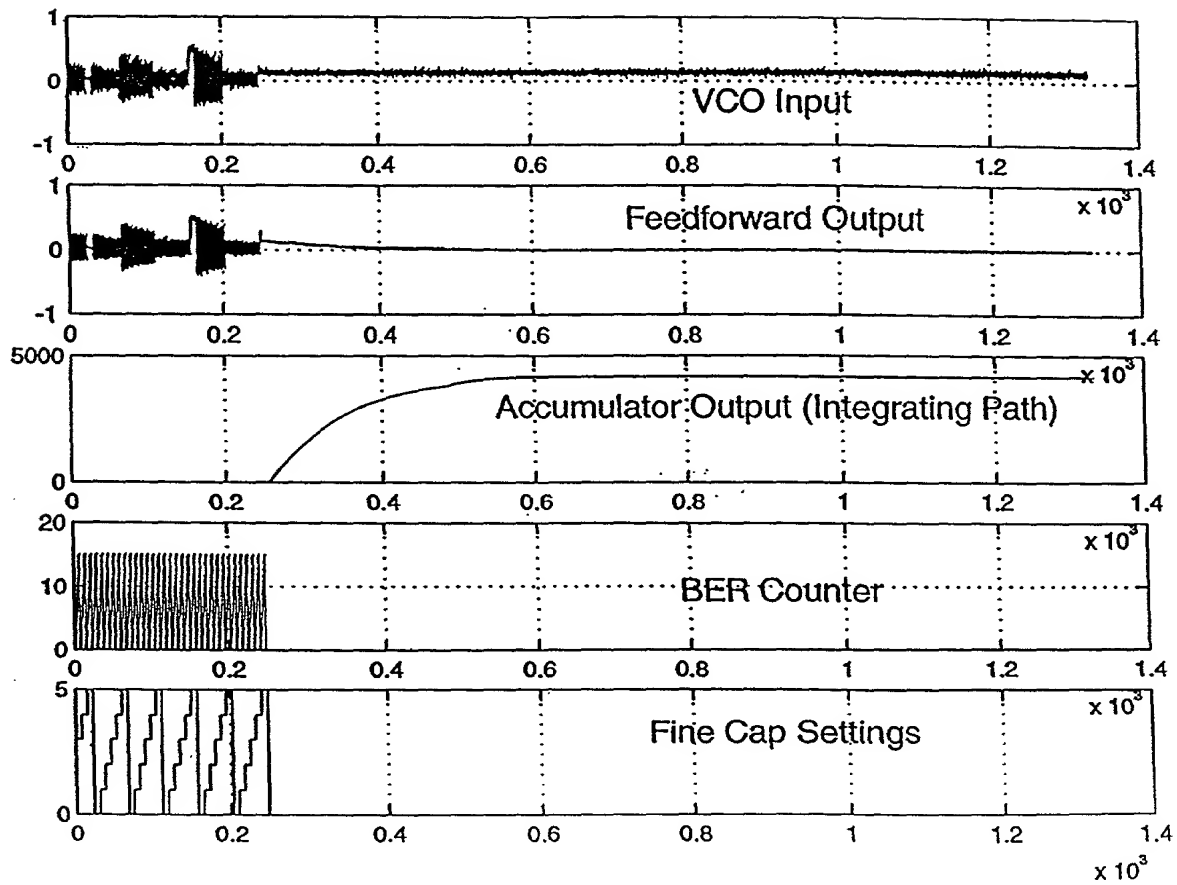 1
0
-1
VCO Input
0 0.2 0.4 0.6 0.8 1 1.2 1.4
x 10³
1
0
-1
Feedforward Output
0 0.2 0.4 0.6 0.8 1 1.2 1.4
x 10³
5000
0
Accumulator Output (Integrating Path)
0 0.2 0.4 0.6 0.8 1 1.2 1.4
x 10³
20
10
0
BER Counter
0 0.2 0.4 0.6 0.8 1 1.2 1.4
x 10³
5
0
Fine Cap Settings
0 0.2 0.4 0.6 0.8 1 1.2 1.4
x 10³